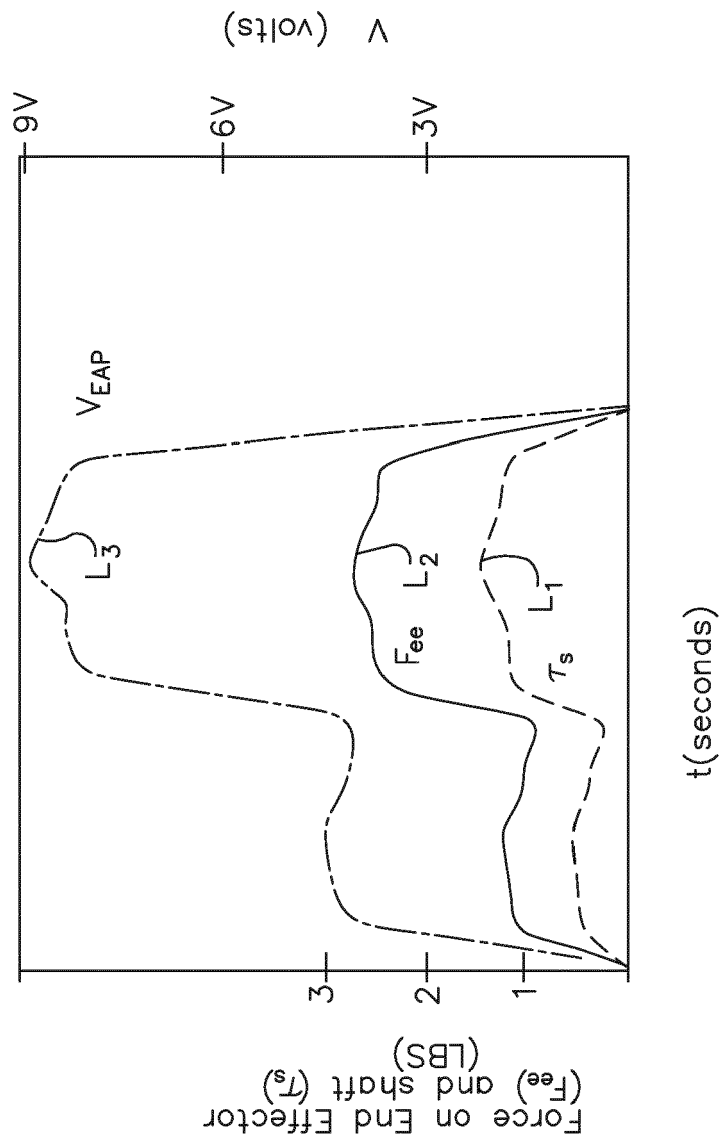 Force on End Effector
(Fee) and shaft (τs)
(LBS)
3
2
1
9V
6V
3V
V
(volts)
VEAP
L3
Fee
L2
τs
L1
t(seconds)